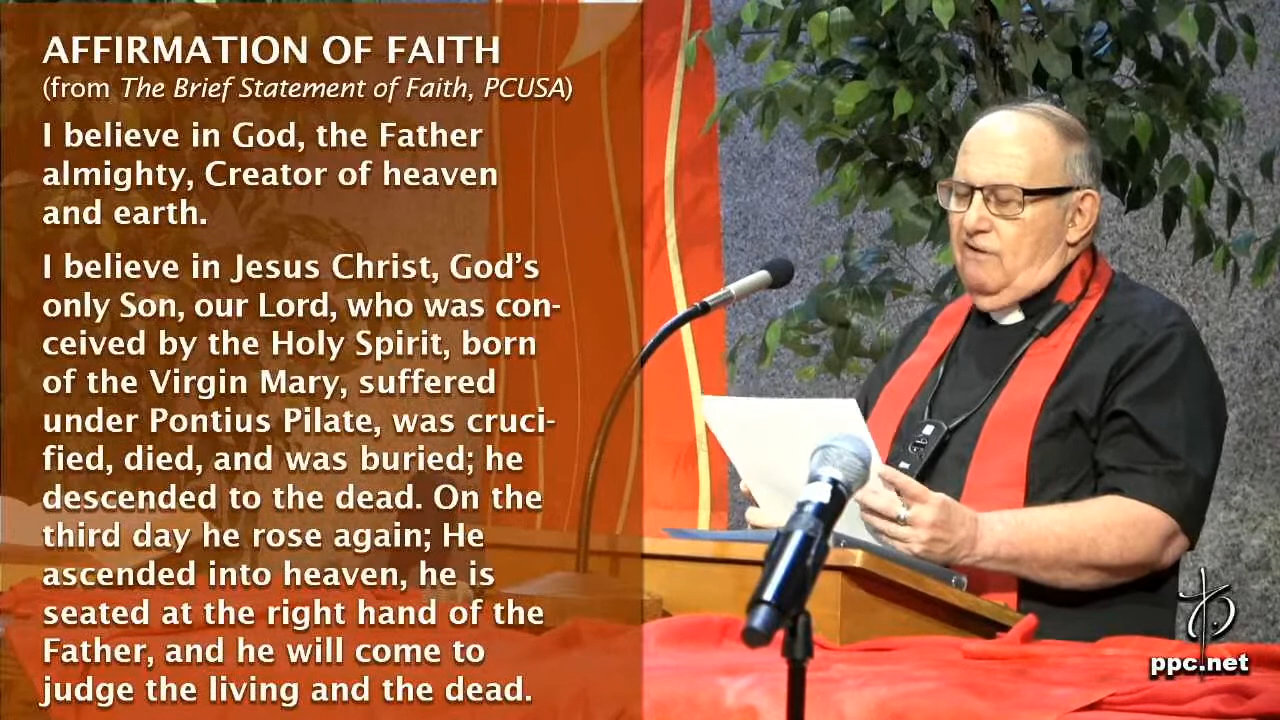 AFFIRMATION OF FAITH
(from The Brief Statement of Faith, PCUSA)
I believe in God, the Father
almighty, Creator of heaven
and earth.
I believe in Jesus Christ, God’s
only Son, our Lord, who was con-
ceived by the Holy Spirit, born
of the Virgin Mary, suffered
under Pontius Pilate, was cruci-
fied, died, and was buried; he
descended to the dead. On the
third day he rose again; He
ascended into heaven, he is
seated at the right hand of the
Father, and he will come to
judge the living and the dead.
ppc.net